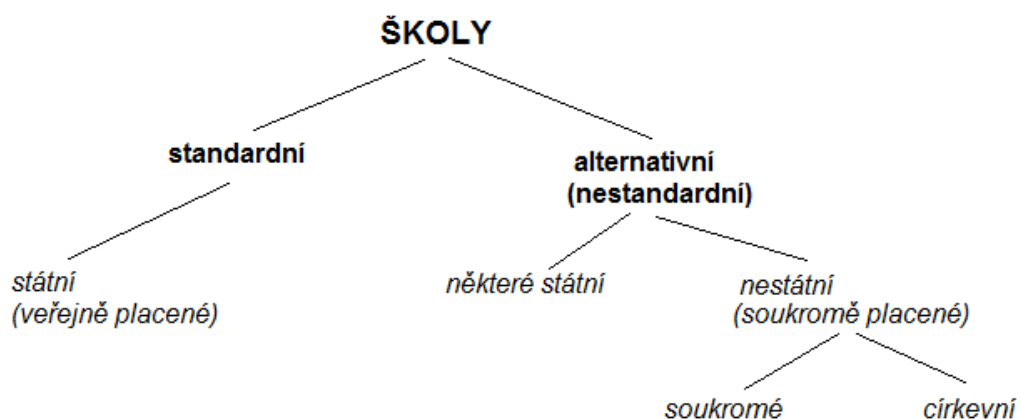 ŠKOLY
standardní
alternativní
(nestandardní)
státní
(veřejně placené)
některé státní
nestátní
(soukromě placené)
soukromé
církevní